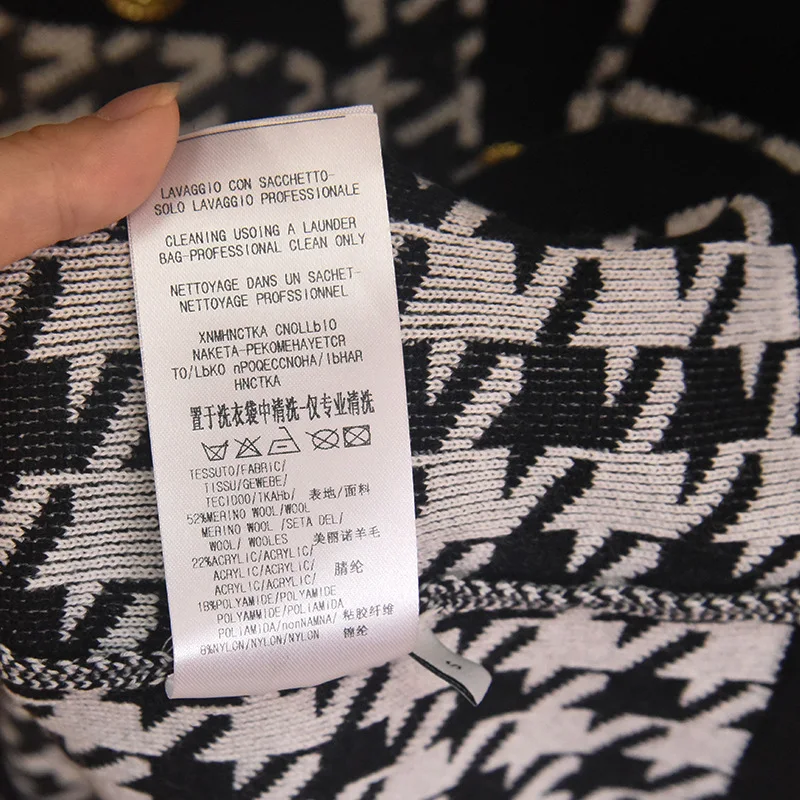 LAVAGGIO CON SACCHETTO-
SOLO LAVAGGIO PROFESSIONALE
CLEANING USOING A LAUNDER
BAG-PROFESSIONAL CLEAN ONLY
NETTOYAGE DANS UN SACHET-
NETTOYAGE PROFSSIONNEL
XNMHNCTKA CNOLLbIO
NAKETA-PEKOMEHAYETCR
TO/LbKO nPOQECCNOHA/IbHAR
HNCTKA
置于洗衣袋中清洗-仅专业清洗
TESSUTO/FABRIC/
TISSU/GEWEBE/
TECIDOO/TKAHb/ 表地/面料
52%MERINO WOOL/WOOL
MERINO WOOL /SETA DEL/
WOOL/ WOOLES 美丽诺羊毛
22%ACRYLIC/ACRYLIC/
ACRYLIC/ACRYLIC/ 腈纶
ACRYLIC/ACRYLIC/
18%POLYAMIDE/POLYAMIDE
POLYAMMIDE/POLIAMIDA
POLIAMIDA/nonNAMNA/ 粘胶纤维
8%NYLON/NYLON/NYLON 锦纶
S